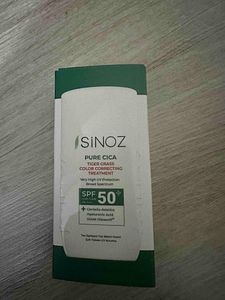 SiNOZ
PURE CICA
TIGER GRASS
COLOR CORRECTING
TREATMENT
Very High UV Protection
Broad Spectrum
SPF 50+
+ Centella Asiatica
Hyaluronic Acid